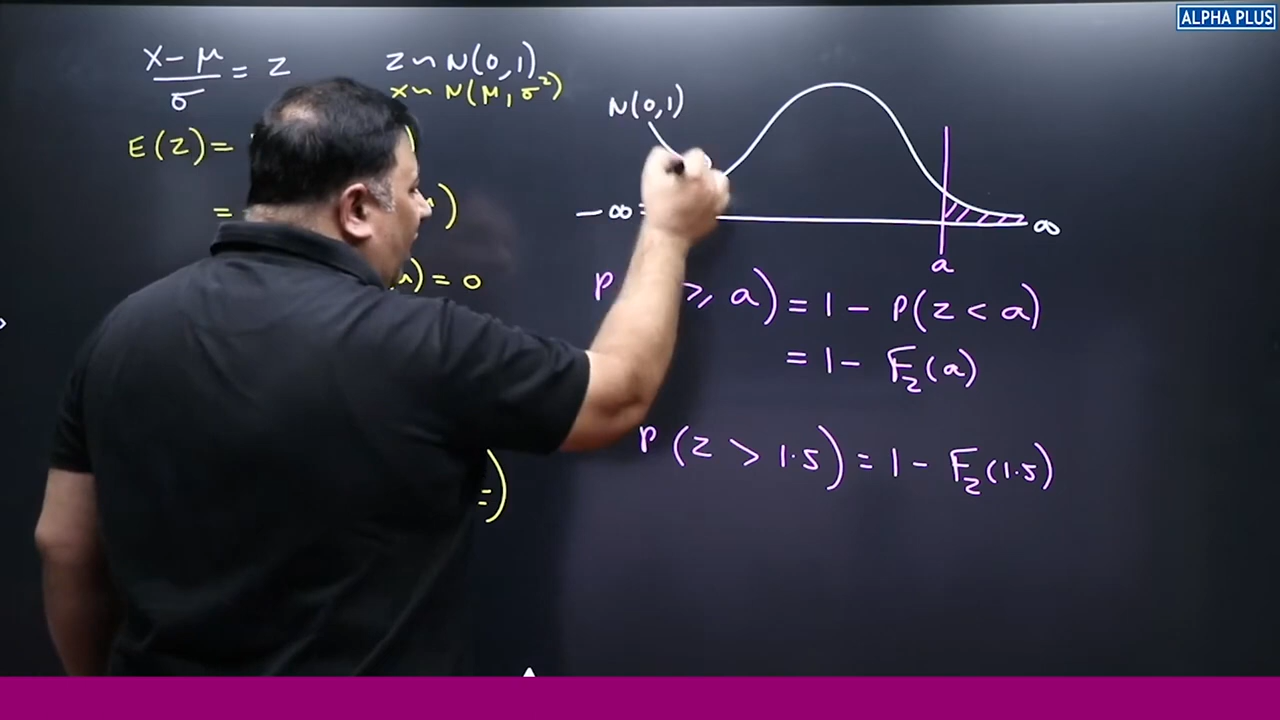 ALPHA PLUS
x - μ / σ = z
z ~ N(0,1)
x ~ N(μ, σ²)
E(z) =
=
) = 0
=)
N(0,1)
-∞
∞
a
P ≥ a) = 1 - P(z < a)
= 1 - F_z(a)
P(z > 1.5) = 1 - F_z(1.5)